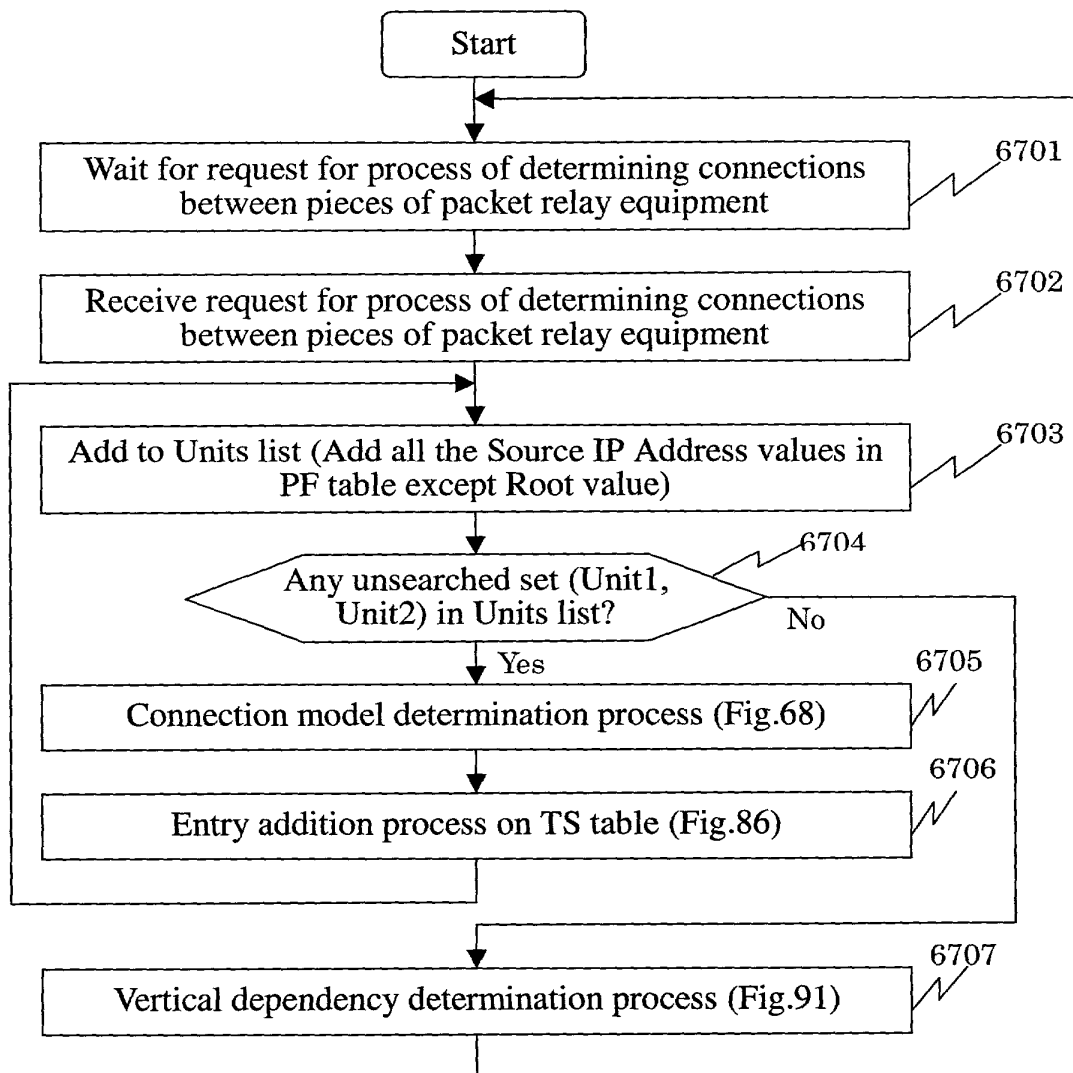 Start
Wait for request for process of determining connections
between pieces of packet relay equipment
6701
Receive request for process of determining connections
between pieces of packet relay equipment
6702
Add to Units list (Add all the Source IP Address values in
PF table except Root value)
6703
Any unsearched set (Unit1,
Unit2) in Units list?
6704
No
Yes
Connection model determination process (Fig.68)
6705
Entry addition process on TS table (Fig.86)
6706
Vertical dependency determination process (Fig.91)
6707